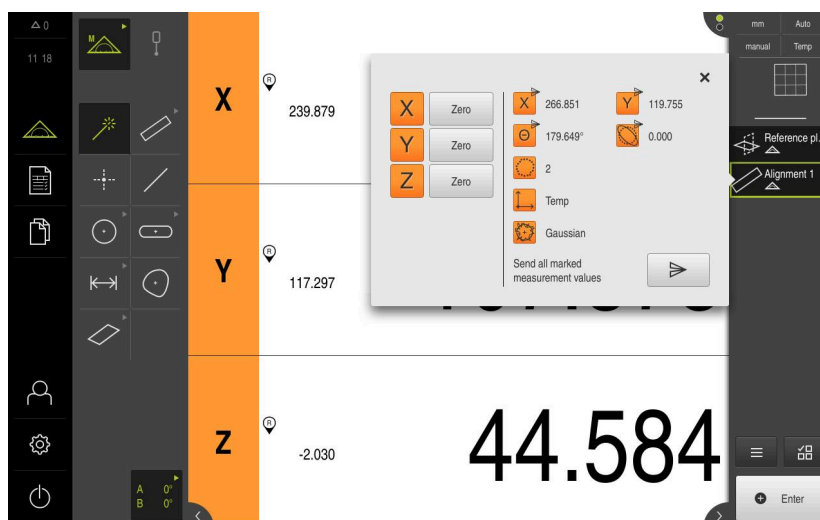 0
11 18
M
X
R
239.879
Y
R
117.297
Z
R
-2.030
44.584
A 0°
B 0°
X
Zero
Y
Zero
Z
Zero
X 266.851
Y 119.755
Θ 179.649°
0.000
2
Temp
Gaussian
Send all marked
measurement values
mm
Auto
manual
Temp
Reference pl.
Alignment 1
Enter